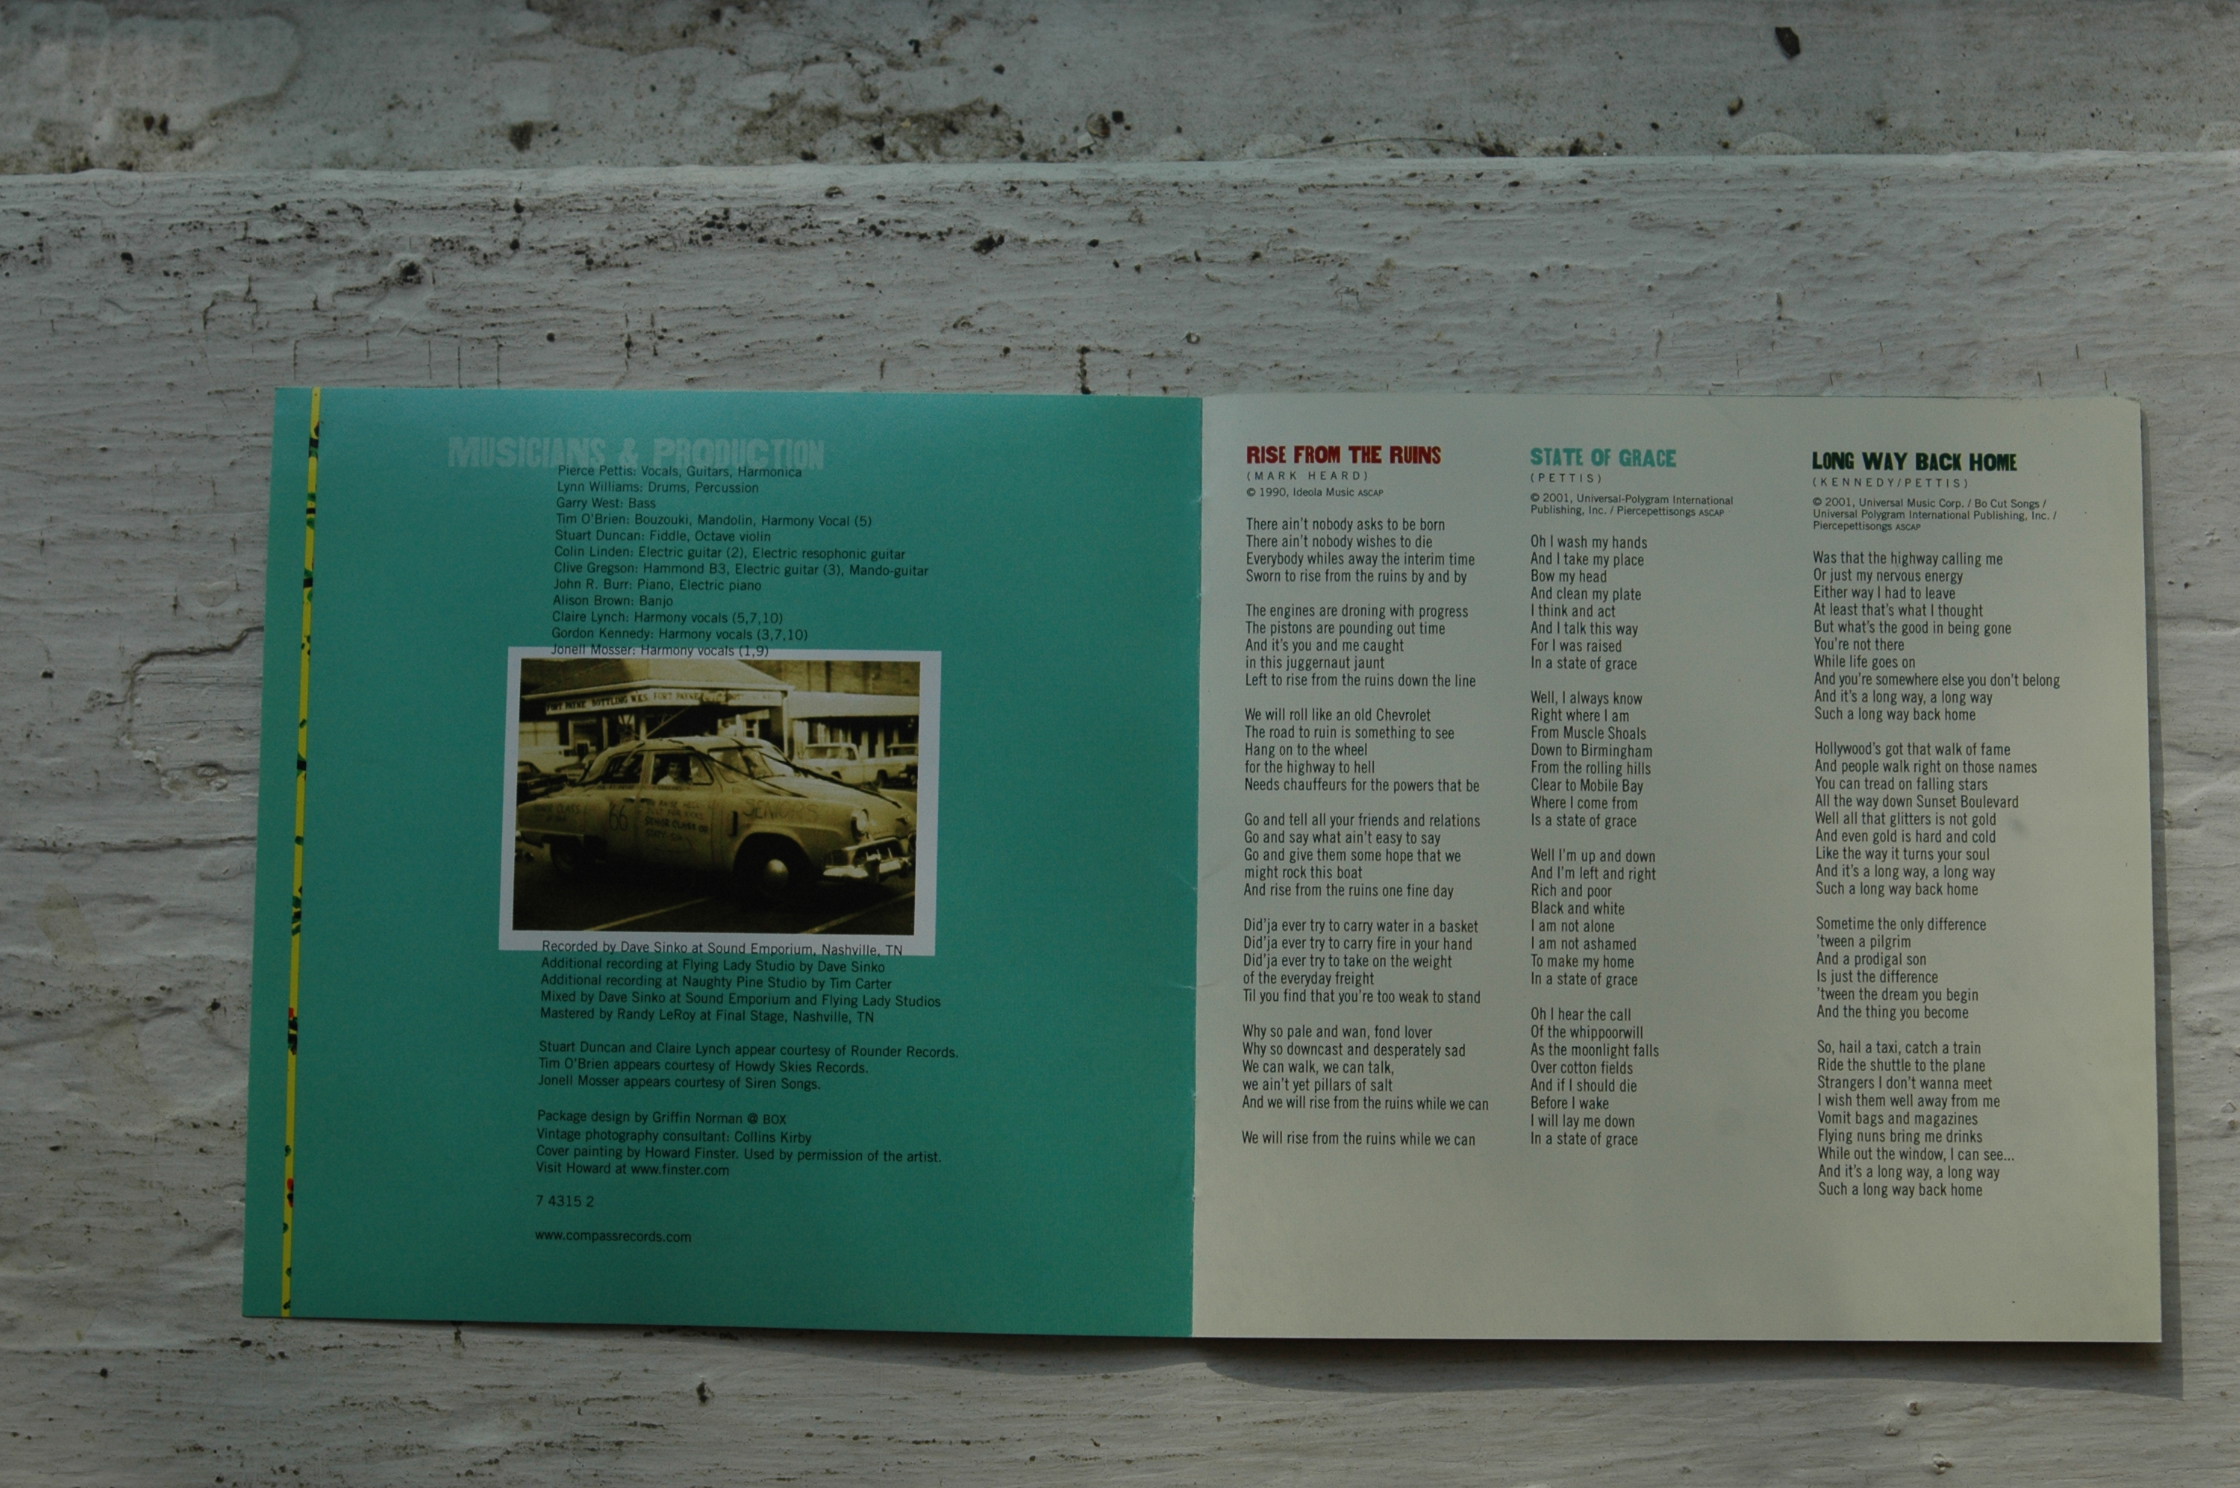 MUSICIANS & PRODUCTION
Pierce Pettis: Vocals, Guitars, Harmonica
Lynn Williams: Drums, Percussion
Garry West: Bass
Tim O'Brien: Bouzouki, Mandolin, Harmony Vocal (5)
Stuart Duncan: Fiddle, Octave violin
Colin Linden: Electric guitar (2), Electric resophonic guitar
Clive Gregson: Hammond B3, Electric guitar (3), Mando-guitar
John R. Burr: Piano, Electric piano
Alison Brown: Banjo
Claire Lynch: Harmony vocals (5,7,10)
Gordon Kennedy: Harmony vocals (3,7,10)
Jonell Mosser: Harmony vocals (1,9)
FORT PAYNE BOTTLING WKS. FORT PAYNE
SENIORS
66
Recorded by Dave Sinko at Sound Emporium, Nashville, TN
Additional recording at Flying Lady Studio by Dave Sinko
Additional recording at Naughty Pine Studio by Tim Carter
Mixed by Dave Sinko at Sound Emporium and Flying Lady Studios
Mastered by Randy LeRoy at Final Stage, Nashville, TN
Stuart Duncan and Claire Lynch appear courtesy of Rounder Records.
Tim O'Brien appears courtesy of Howdy Skies Records.
Jonell Mosser appears courtesy of Siren Songs.
Package design by Griffin Norman @ BOX
Vintage photography consultant: Collins Kirby
Cover painting by Howard Finster. Used by permission of the artist.
Visit Howard at www.finster.com
7 4315 2
www.compassrecords.com
RISE FROM THE RUINS
(MARK HEARD)
© 1990, Ideola Music ASCAP
There ain't nobody asks to be born
There ain't nobody wishes to die
Everybody whiles away the interim time
Sworn to rise from the ruins by and by
The engines are droning with progress
The pistons are pounding out time
And it's you and me caught
in this juggernaut jaunt
Left to rise from the ruins down the line
We will roll like an old Chevrolet
The road to ruin is something to see
Hang on to the wheel
for the highway to hell
Needs chauffeurs for the powers that be
Go and tell all your friends and relations
Go and say what ain't easy to say
Go and give them some hope that we
might rock this boat
And rise from the ruins one fine day
Did'ja ever try to carry water in a basket
Did'ja ever try to carry fire in your hand
Did'ja ever try to take on the weight
of the everyday freight
Til you find that you're too weak to stand
Why so pale and wan, fond lover
Why so downcast and desperately sad
We can walk, we can talk,
we ain't yet pillars of salt
And we will rise from the ruins while we can
We will rise from the ruins while we can
STATE OF GRACE
(PETTIS)
© 2001, Universal-Polygram International
Publishing, Inc. / Piercepettisongs ASCAP
Oh I wash my hands
And I take my place
Bow my head
And clean my plate
I think and act
And I talk this way
For I was raised
In a state of grace
Well, I always know
Right where I am
From Muscle Shoals
Down to Birmingham
From the rolling hills
Clear to Mobile Bay
Where I come from
Is a state of grace
Well I'm up and down
And I'm left and right
Rich and poor
Black and white
I am not alone
I am not ashamed
To make my home
In a state of grace
Oh I hear the call
Of the whippoorwill
As the moonlight falls
Over cotton fields
And if I should die
Before I wake
I will lay me down
In a state of grace
LONG WAY BACK HOME
(KENNEDY/PETTIS)
© 2001, Universal Music Corp. / Bo Cut Songs /
Universal Polygram International Publishing, Inc. /
Piercepettisongs ASCAP
Was that the highway calling me
Or just my nervous energy
Either way I had to leave
At least that's what I thought
But what's the good in being gone
You're not there
While life goes on
And you're somewhere else you don't belong
And it's a long way, a long way
Such a long way back home
Hollywood's got that walk of fame
And people walk right on those names
You can tread on falling stars
All the way down Sunset Boulevard
Well all that glitters is not gold
And even gold is hard and cold
Like the way it turns your soul
And it's a long way, a long way
Such a long way back home
Sometime the only difference
'tween a pilgrim
And a prodigal son
Is just the difference
'tween the dream you begin
And the thing you become
So, hail a taxi, catch a train
Ride the shuttle to the plane
Strangers I don't wanna meet
I wish them well away from me
Vomit bags and magazines
Flying nuns bring me drinks
While out the window, I can see...
And it's a long way, a long way
Such a long way back home